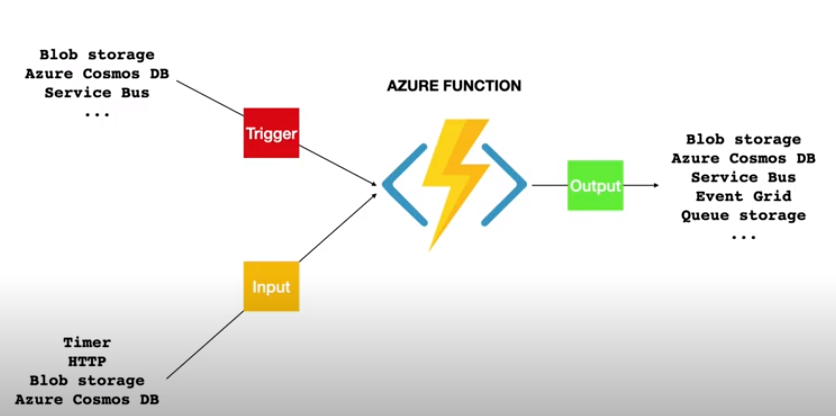 Blob storage
Azure Cosmos DB
Service Bus
...
Trigger
AZURE FUNCTION
Input
Timer
HTTP
Blob storage
Azure Cosmos DB
Output
Blob storage
Azure Cosmos DB
Service Bus
Event Grid
Queue storage
...